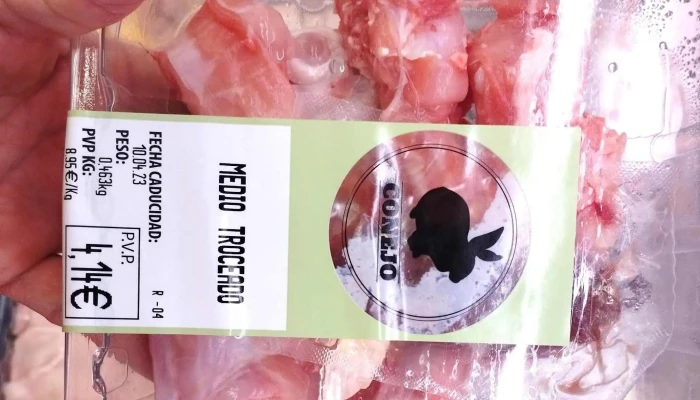 CONEJO
MEDIO TROCEADO
FECHA CADUCIDAD:
10.04.23
R -04
PESO:
0,463kg
PVP KG:
8.95 €/Kg
P.V.P.
4,14€